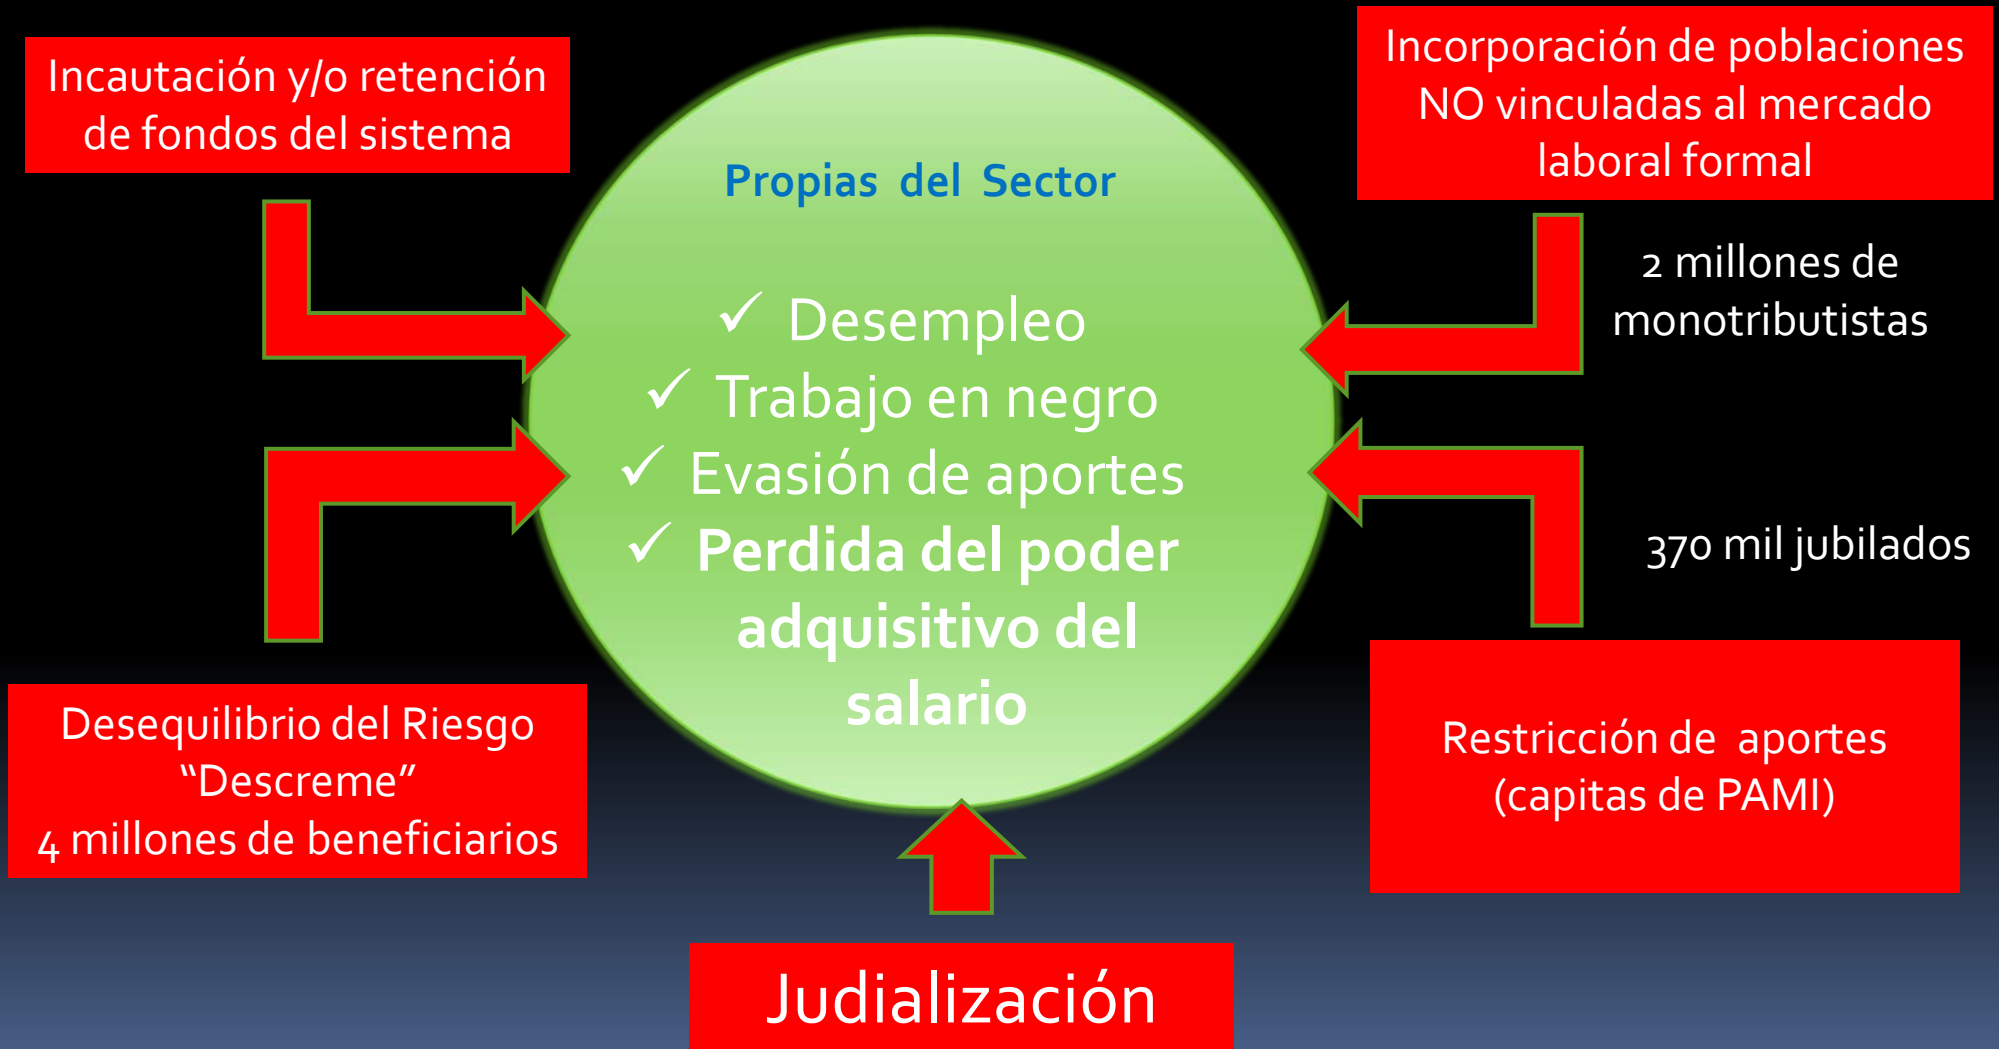 Incautación y/o retención
de fondos del sistema
Incorporación de poblaciones
NO vinculadas al mercado
laboral formal
2 millones de
monotributistas
Propias del Sector
✓ Desempleo
✓ Trabajo en negro
✓ Evasión de aportes
✓ Perdida del poder
adquisitivo del
salario
370 mil jubilados
Desequilibrio del Riesgo
“Descreme”
4 millones de beneficiarios
Restricción de aportes
(capitas de PAMI)
Judialización